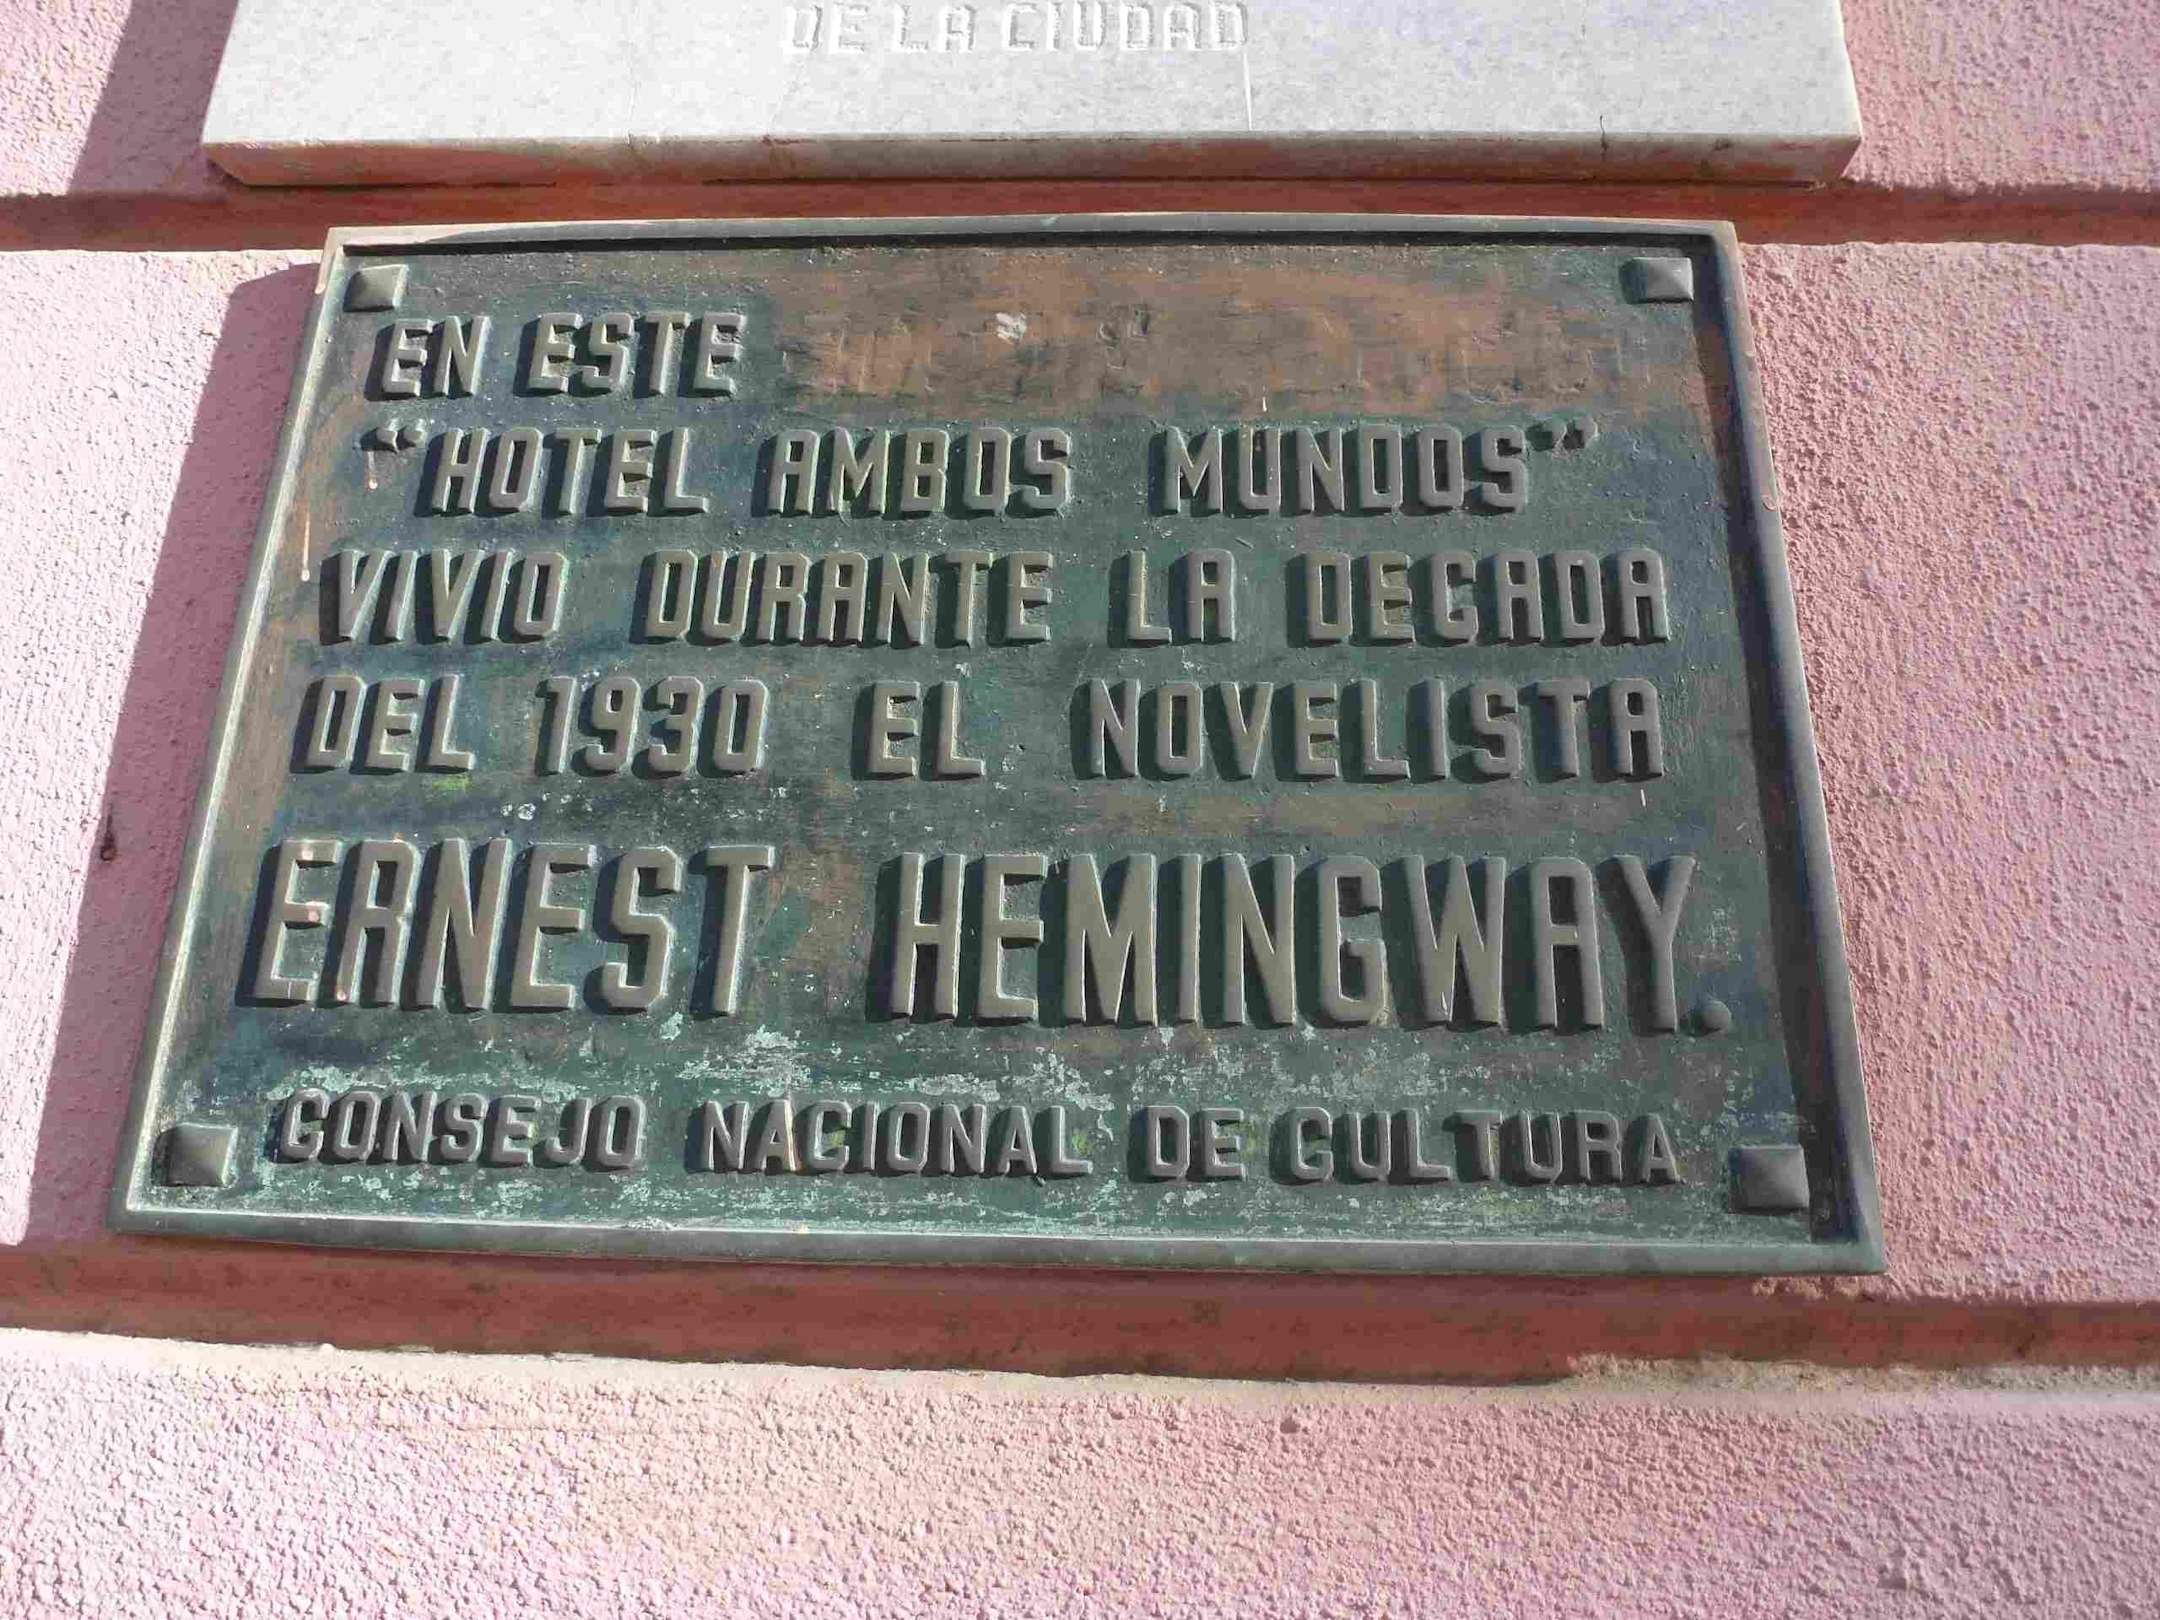 DE LA CIUDAD
EN ESTE
“HOTEL AMBOS MUNDOS”
VIVIO DURANTE LA DECADA
DEL 1930 EL NOVELISTA
ERNEST HEMINGWAY.
CONSEJO NACIONAL DE CULTURA